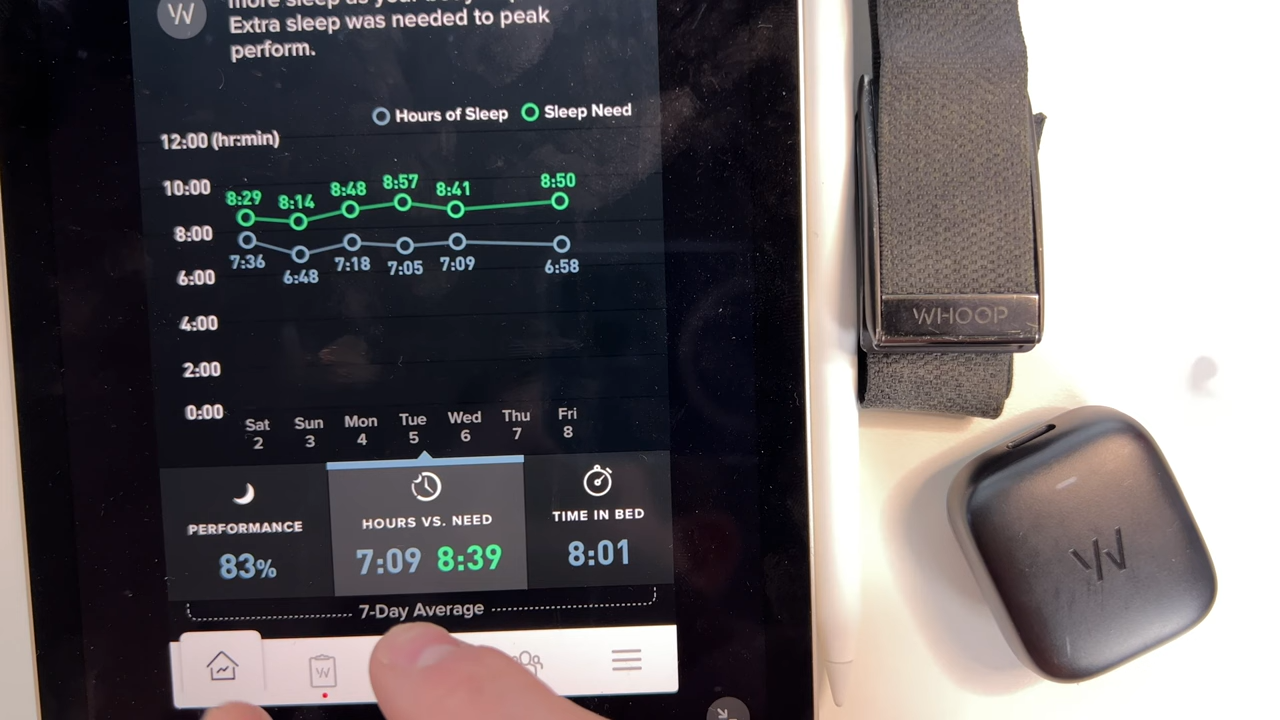 Extra sleep was needed to peak
perform.
Hours of Sleep Sleep Need
12:00 (hr:min)
10:00
8:00
6:00
4:00
2:00
0:00
8:29 8:14 8:48 8:57 8:41 8:50
7:36 6:48 7:18 7:05 7:09 6:58
Sat Sun Mon Tue Wed Thu Fri
2 3 4 5 6 7 8
PERFORMANCE HOURS VS. NEED TIME IN BED
83% 7:09 8:39 8:01
7-Day Average
WHOOP